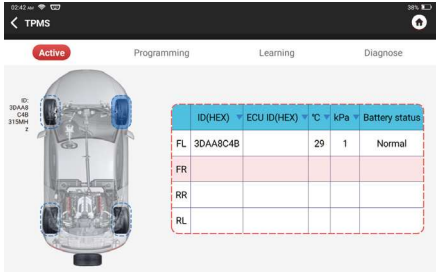 02:42 AM 38%
TPMS
Active Programming Learning Diagnose
ID:
3DAA8
C4B
315MH
z
ID(HEX) ECU ID(HEX) °C kPa Battery status
FL 3DAA8C4B 29 1 Normal
FR
RR
RL